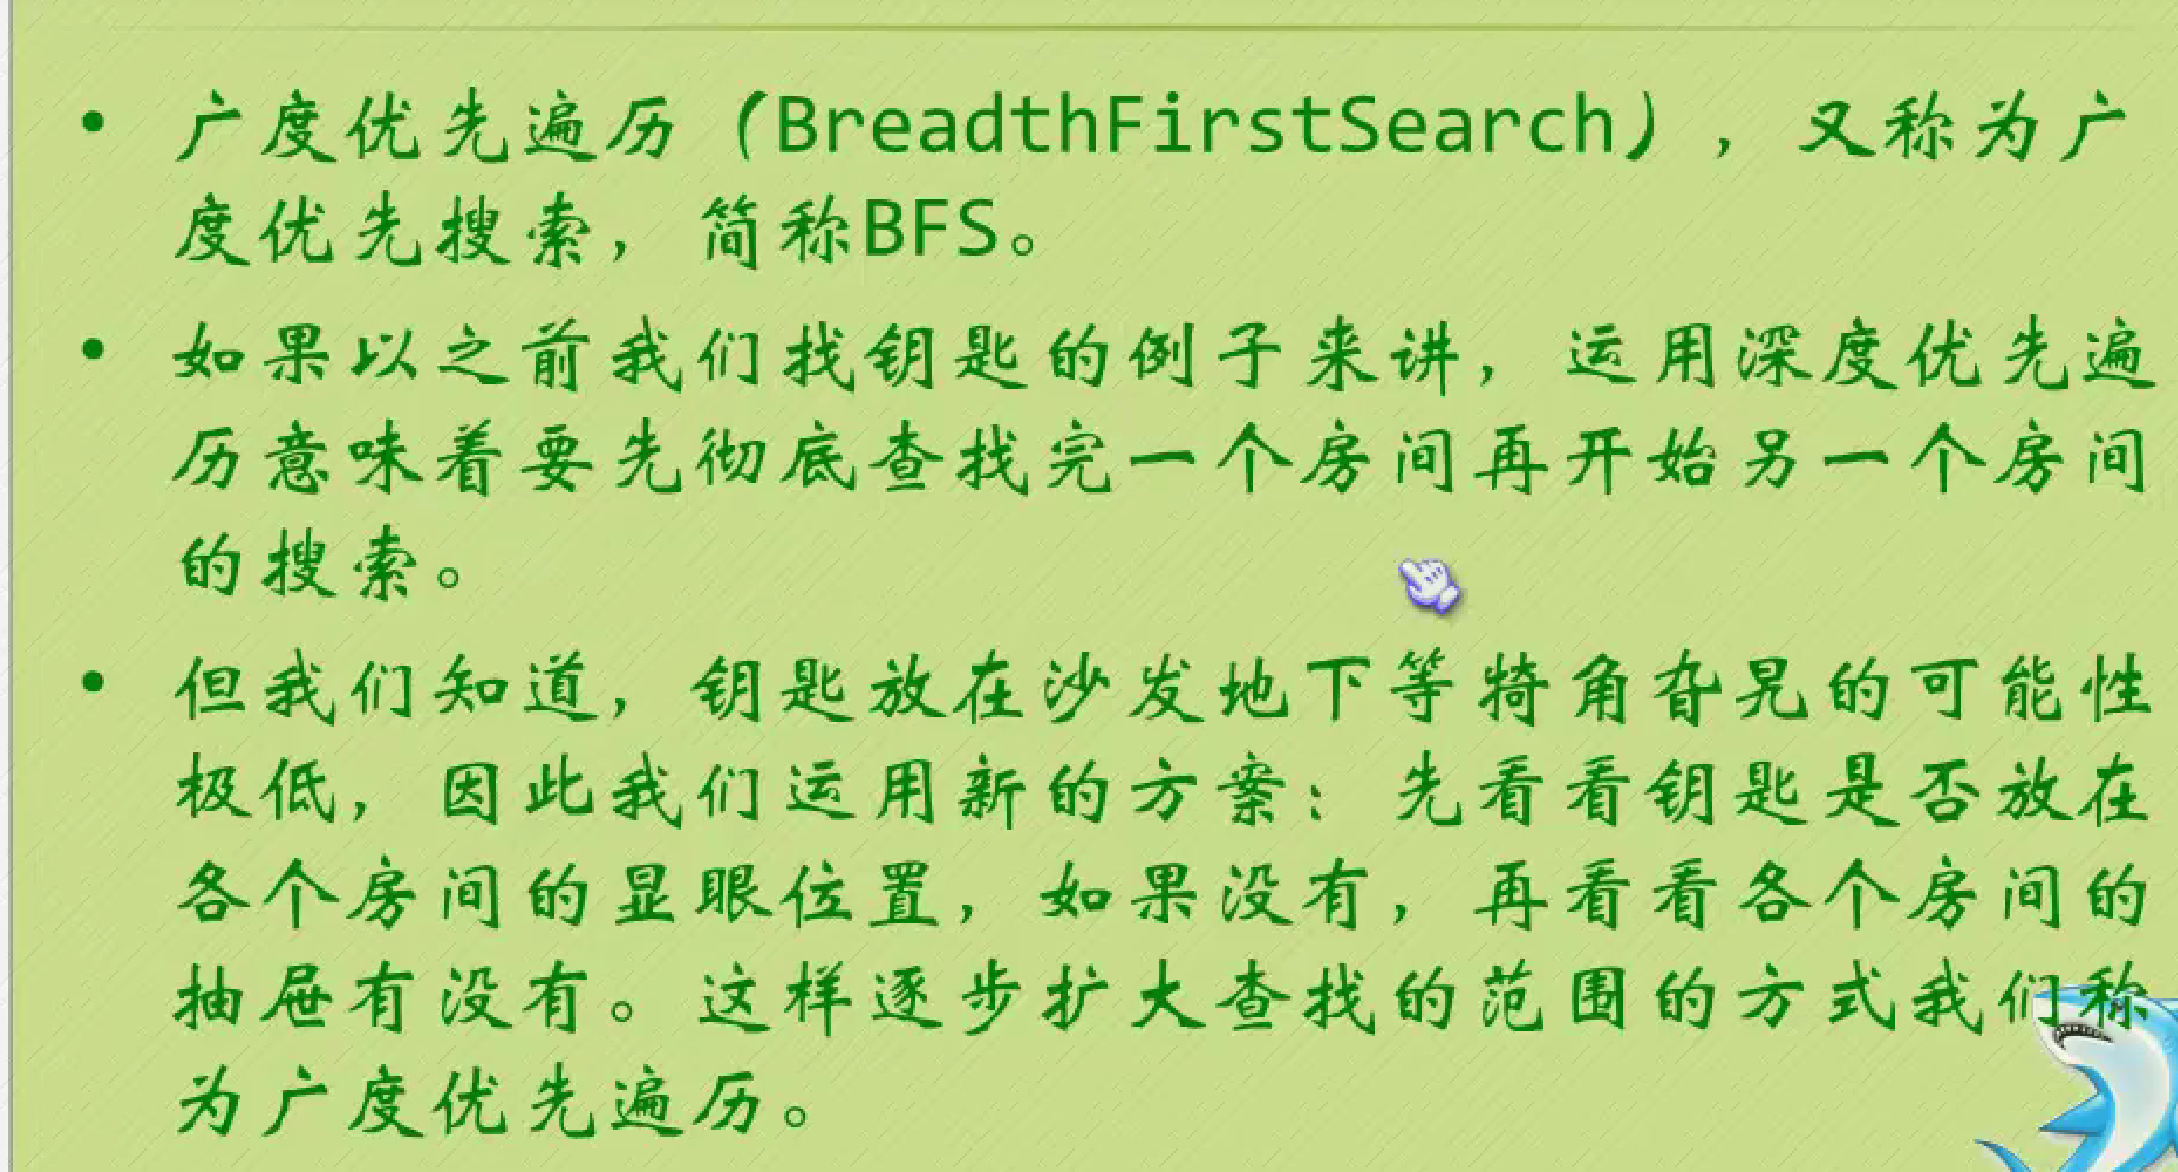 • 广度优先遍历（BreadthFirstSearch），又称为广
度优先搜索，简称BFS。
• 如果以之前我们找钥匙的例子来讲，运用深度优先遍
历意味着要先彻底查找完一个房间再开始另一个房间
的搜索。
• 但我们知道，钥匙放在沙发地下等犄角旮晃的可能性
极低，因此我们运用新的方案：先看看钥匙是否放在
各个房间的显眼位置，如果没有，再看看各个房间的
抽屉有没有。这样逐步扩大查找的范围的方式我们称
为广度优先遍历。